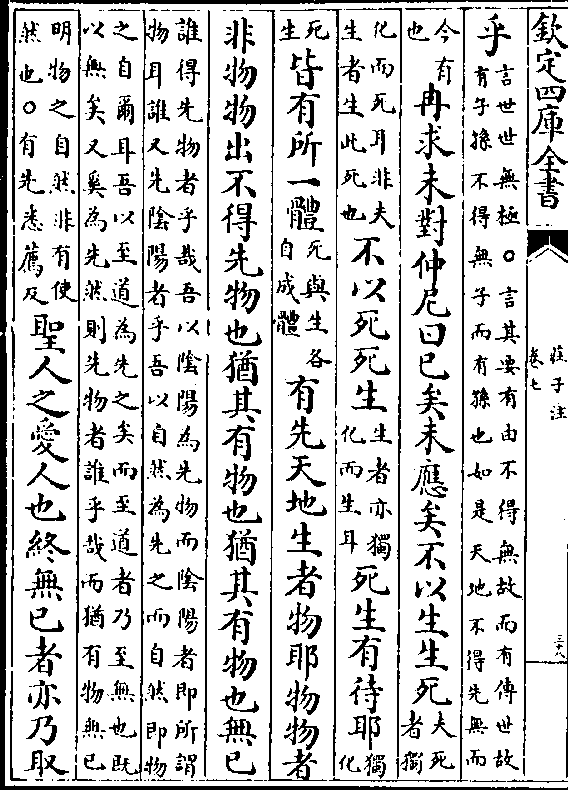 欽定四庫全書
莊子注
卷七
乎言世世無極○言其要有由不得無故而有傳世故
有子孫不得無子而有孫也如是天地不得先無而
今有
也
冉求未對仲尼曰已矣未應矣不以生生死夫死
者獨
化而死耳非夫
生者生此死也
不以死死生生者亦獨
化而生耳
死生有待耶獨
化
死
生
皆有所一體死與生各
自成體
有先天地生者物耶物物者
非物物出不得先物也猶其有物也猶其有物也無已
誰得先物者乎哉吾以陰陽為先物而陰陽者即所謂
物耳誰又先陰陽者乎吾以自然為先之而自然即物
之自爾耳吾以至道為先之矣而至道者乃至無也既
以無矣又奚為先然則先物者誰乎哉而猶有物無已
明物之自然非有使
然也○有先悉薦反
聖人之愛人也終無已者亦乃取